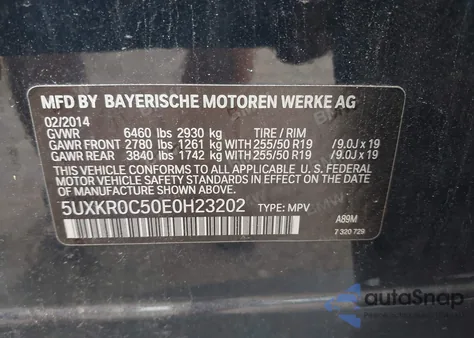 MFD BY BAYERISCHE MOTOREN WERKE AG
02/2014
GVWR 6460 lbs 2930 kg TIRE / RIM
GAWR FRONT 2780 lbs 1261 kg WITH 255/50 R19 /9.0J x 19
GAWR REAR 3840 lbs 1742 kg WITH 255/50 R19 /9.0J x 19
THIS VEHICLE CONFORMS TO ALL APPLICABLE U. S. FEDERAL
MOTOR VEHICLE SAFETY STANDARDS IN EFFECT ON THE DATE
OF MANUFACTURE SHOWN ABOVE.
5UXKR0C50E0H23202 TYPE: MPV
A89M
7 320 729
autoSnap